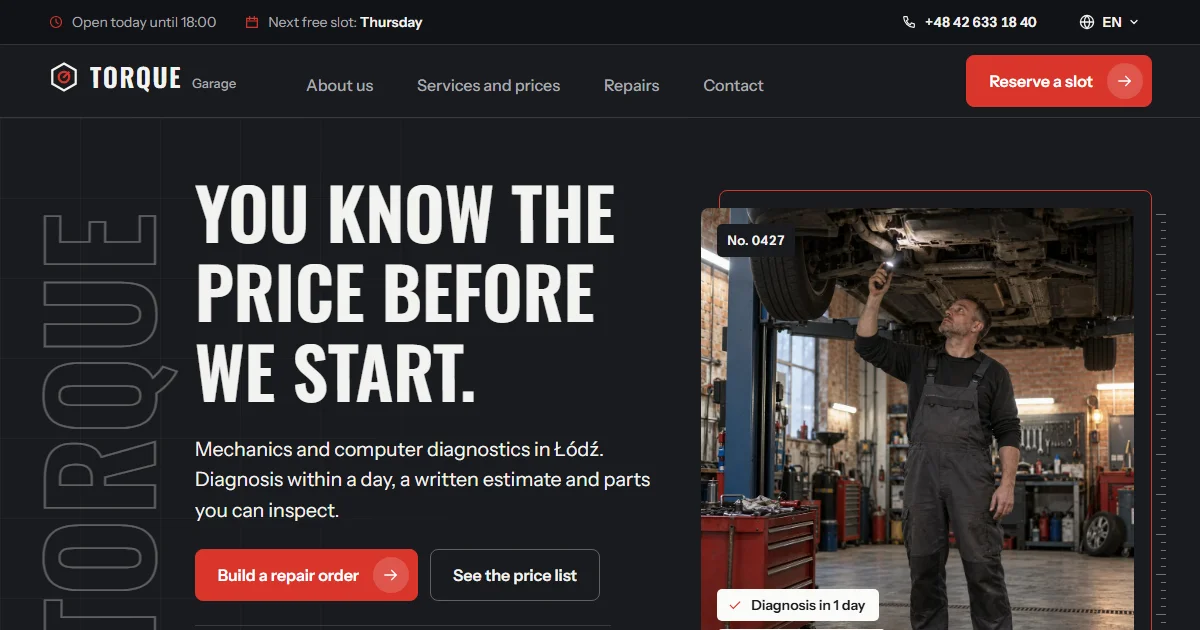 Open today until 18:00
Next free slot: Thursday
+48 42 633 18 40
EN
TORQUE Garage
About us
Services and prices
Repairs
Contact
Reserve a slot
TORQUE
YOU KNOW THE
PRICE BEFORE
WE START.
Mechanics and computer diagnostics in Łódź.
Diagnosis within a day, a written estimate and parts
you can inspect.
Build a repair order
See the price list
No. 0427
Diagnosis in 1 day